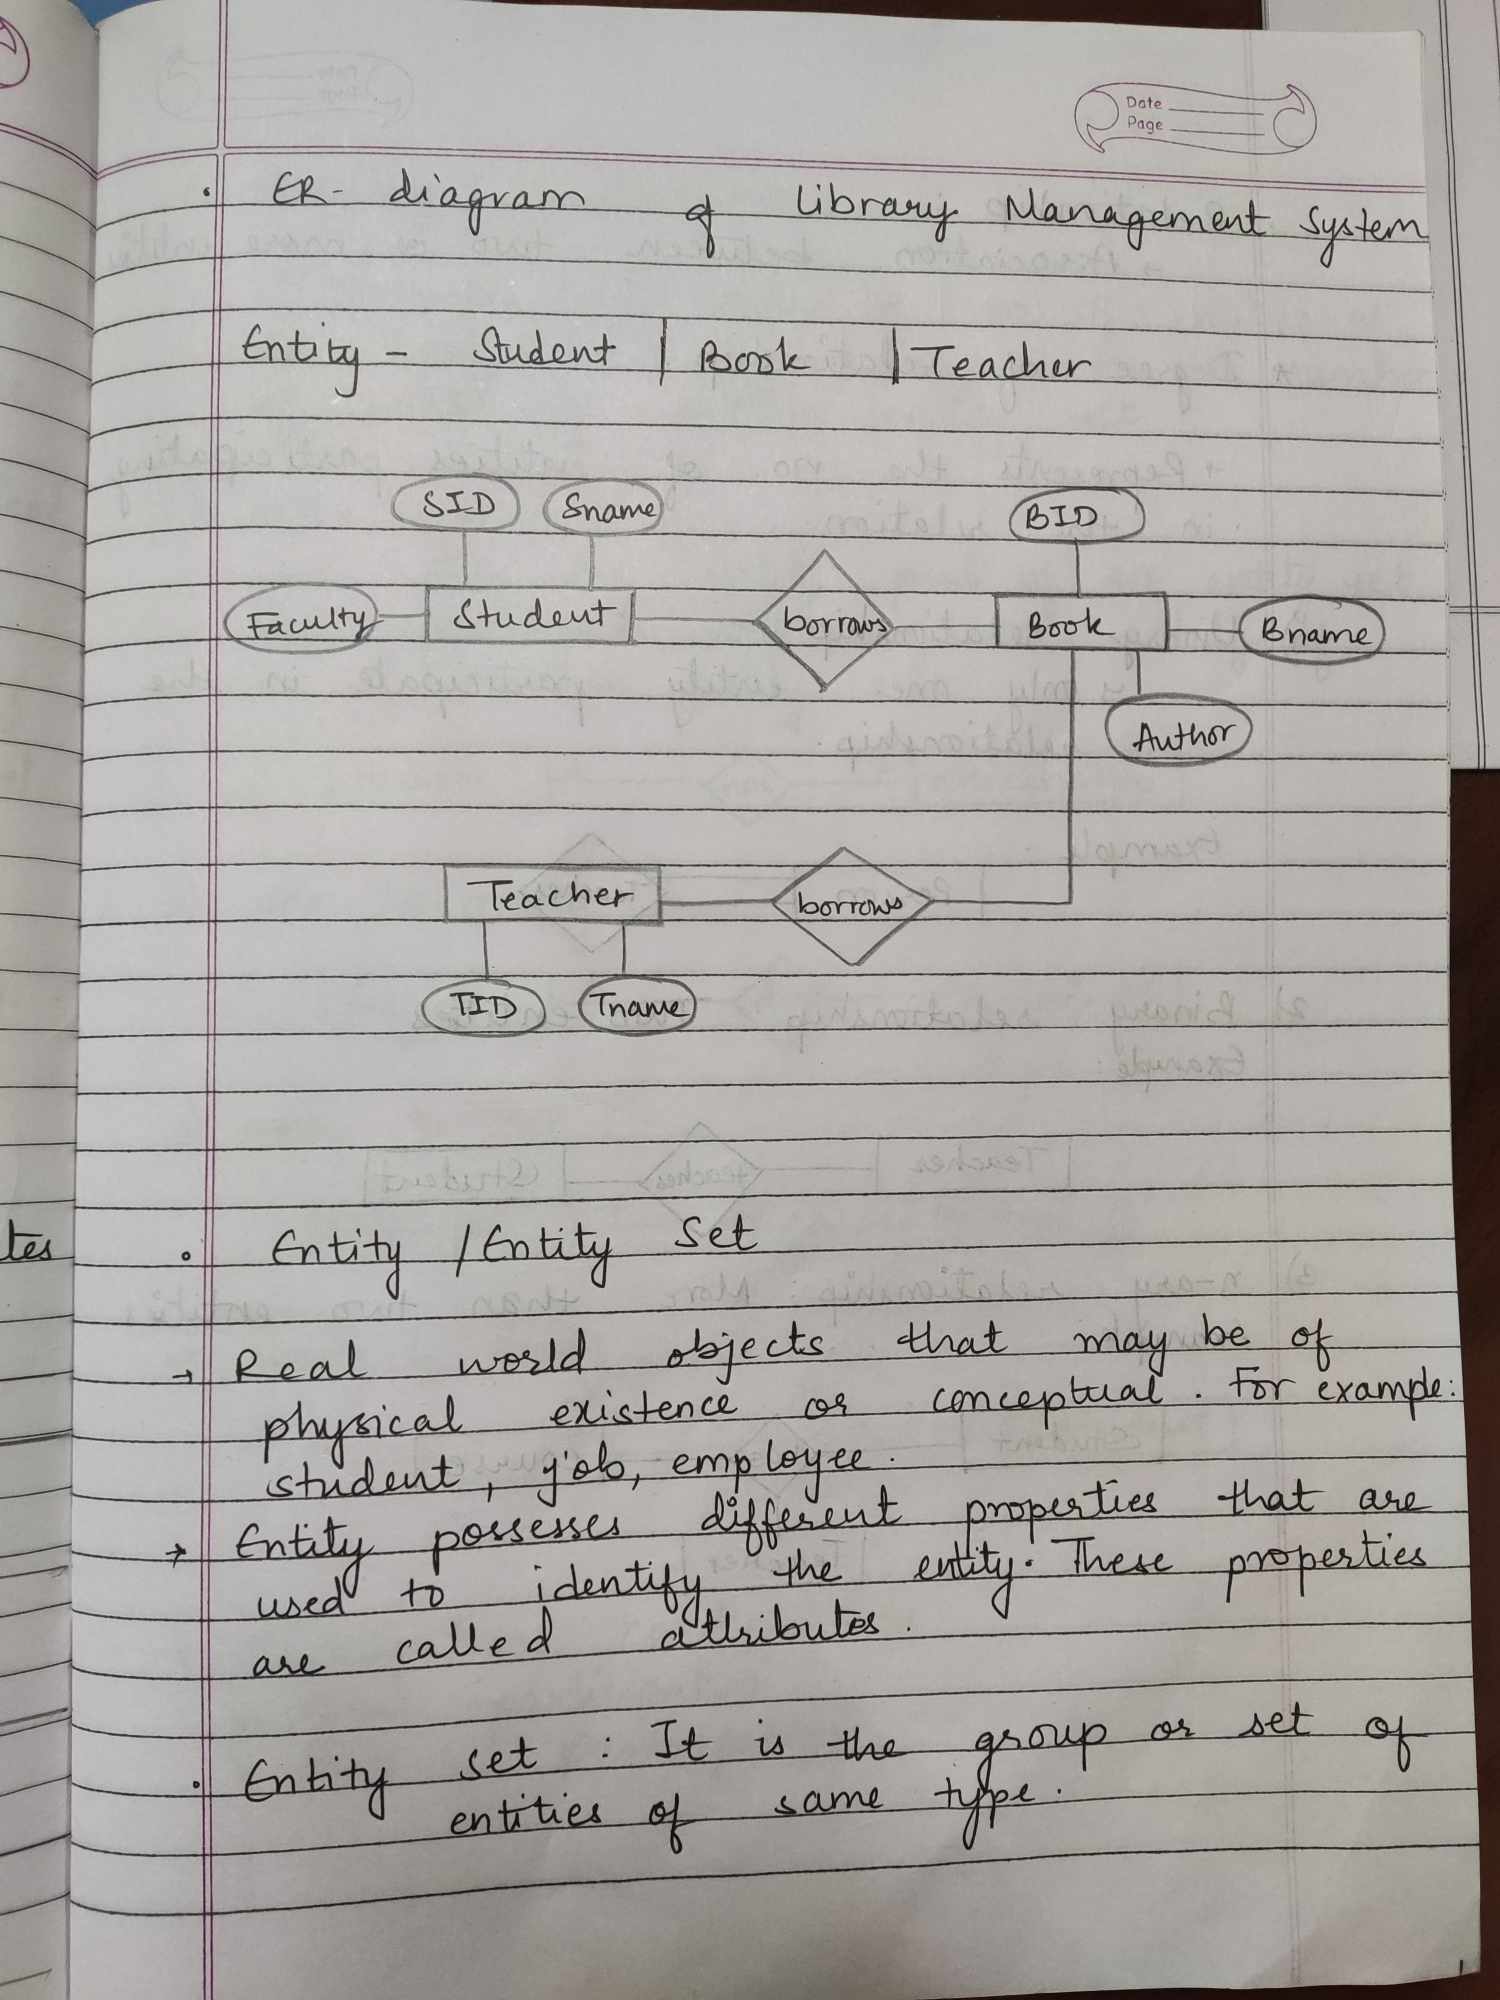 Date
Page
• ER- diagram of Library Management System
Entity - Student | Book | Teacher
SID Sname BID
Faculty Student borrows Book Bname
Author
Teacher borrows
TID Tname
tes
• Entity / Entity Set
→ Real world objects that may be of
physical existence or conceptual. For example:
student, job, employee.
→ Entity possesses different properties that are
used to identify the entity. These properties
are called attributes.
• Entity set : It is the group or set of
entities of same type.